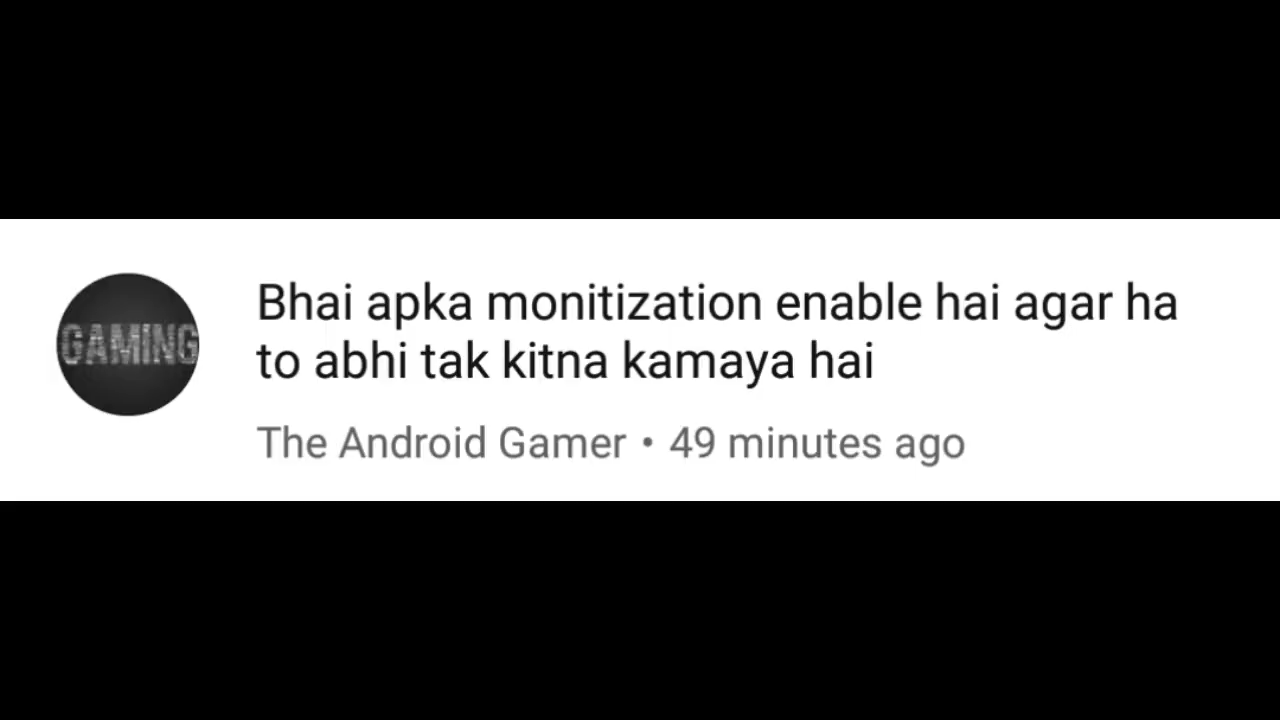 GAMING
Bhai apka monitization enable hai agar ha
to abhi tak kitna kamaya hai
The Android Gamer • 49 minutes ago